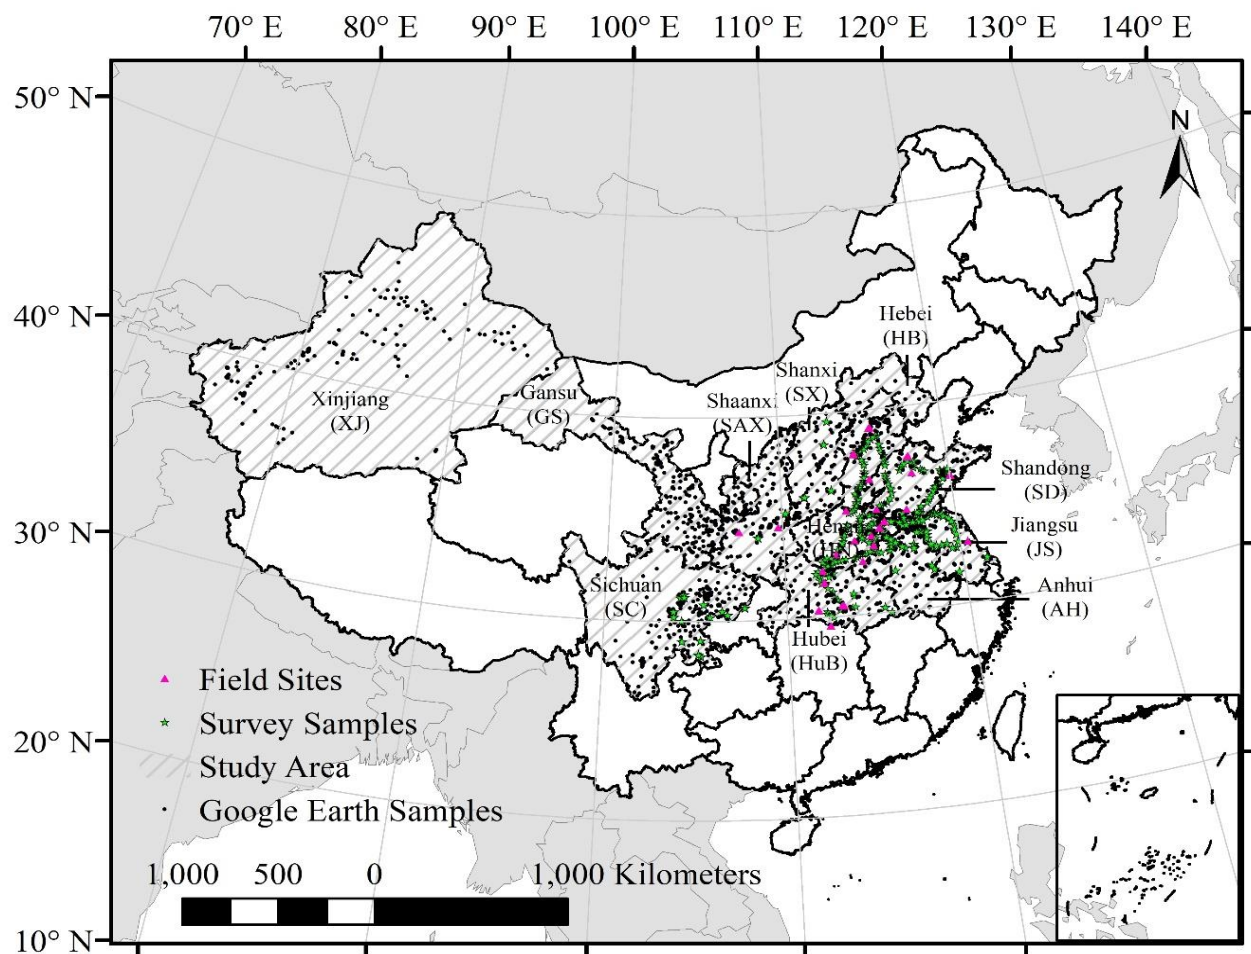 70° E 80° E 90° E 100° E 110° E 120° E 130° E 140° E
50° N
N
40° N
Hebei
(HB)
Shanxi
(SX)
Shaanxi
(SAX)
Gansu
(GS)
Xinjiang
(XJ)
Shandong
(SD)
30° N
Jiangsu
(JS)
Sichuan
(SC)
Anhui
(AH)
Hubei
(HuB)
Field Sites
Survey Samples
20° N
Study Area
Google Earth Samples
1,000 500 0 1,000 Kilometers
10° N